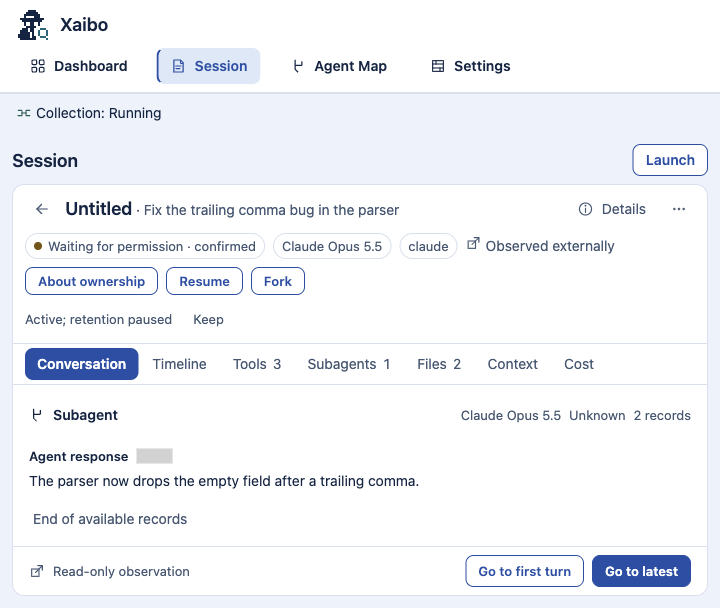 Xaibo
Dashboard Session Agent Map Settings
Collection: Running
Session Launch
Untitled · Fix the trailing comma bug in the parser Details ···
Waiting for permission · confirmed Claude Opus 5.5 claude Observed externally
About ownership Resume Fork
Active; retention paused Keep
Conversation Timeline Tools 3 Subagents 1 Files 2 Context Cost
Subagent Claude Opus 5.5 Unknown 2 records
Agent response
The parser now drops the empty field after a trailing comma.
End of available records
Read-only observation Go to first turn Go to latest